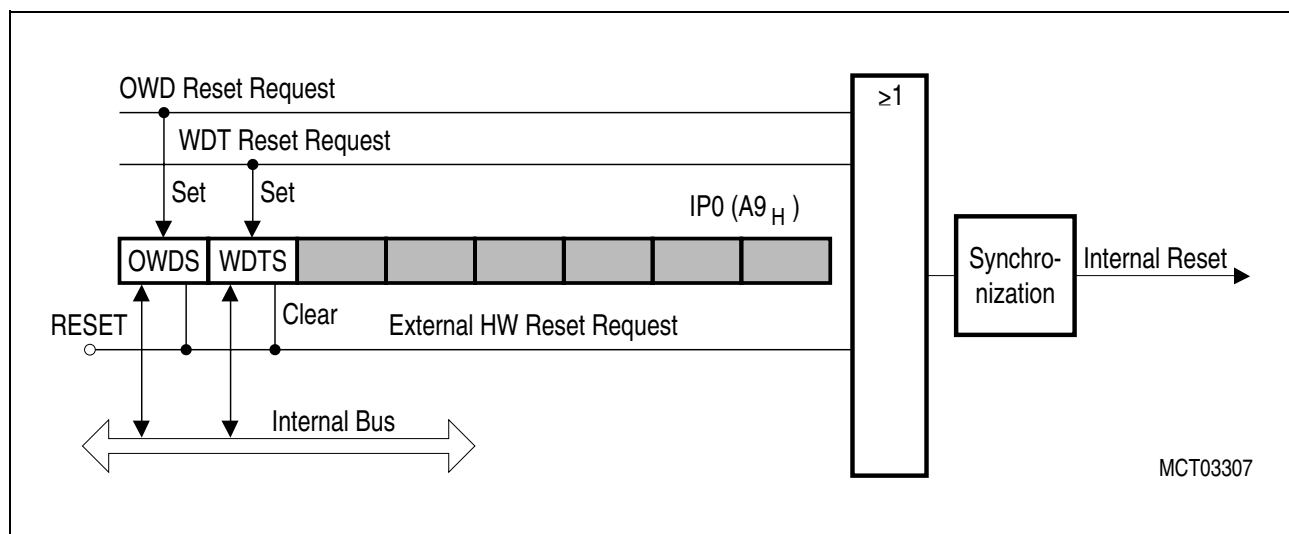 OWD Reset Request
≥1
WDT Reset Request
Set
Set
IP0 (A9 H )
OWDS
WDTS
Synchro-
nization
Internal Reset
Clear
RESET
External HW Reset Request
Internal Bus
MCT03307